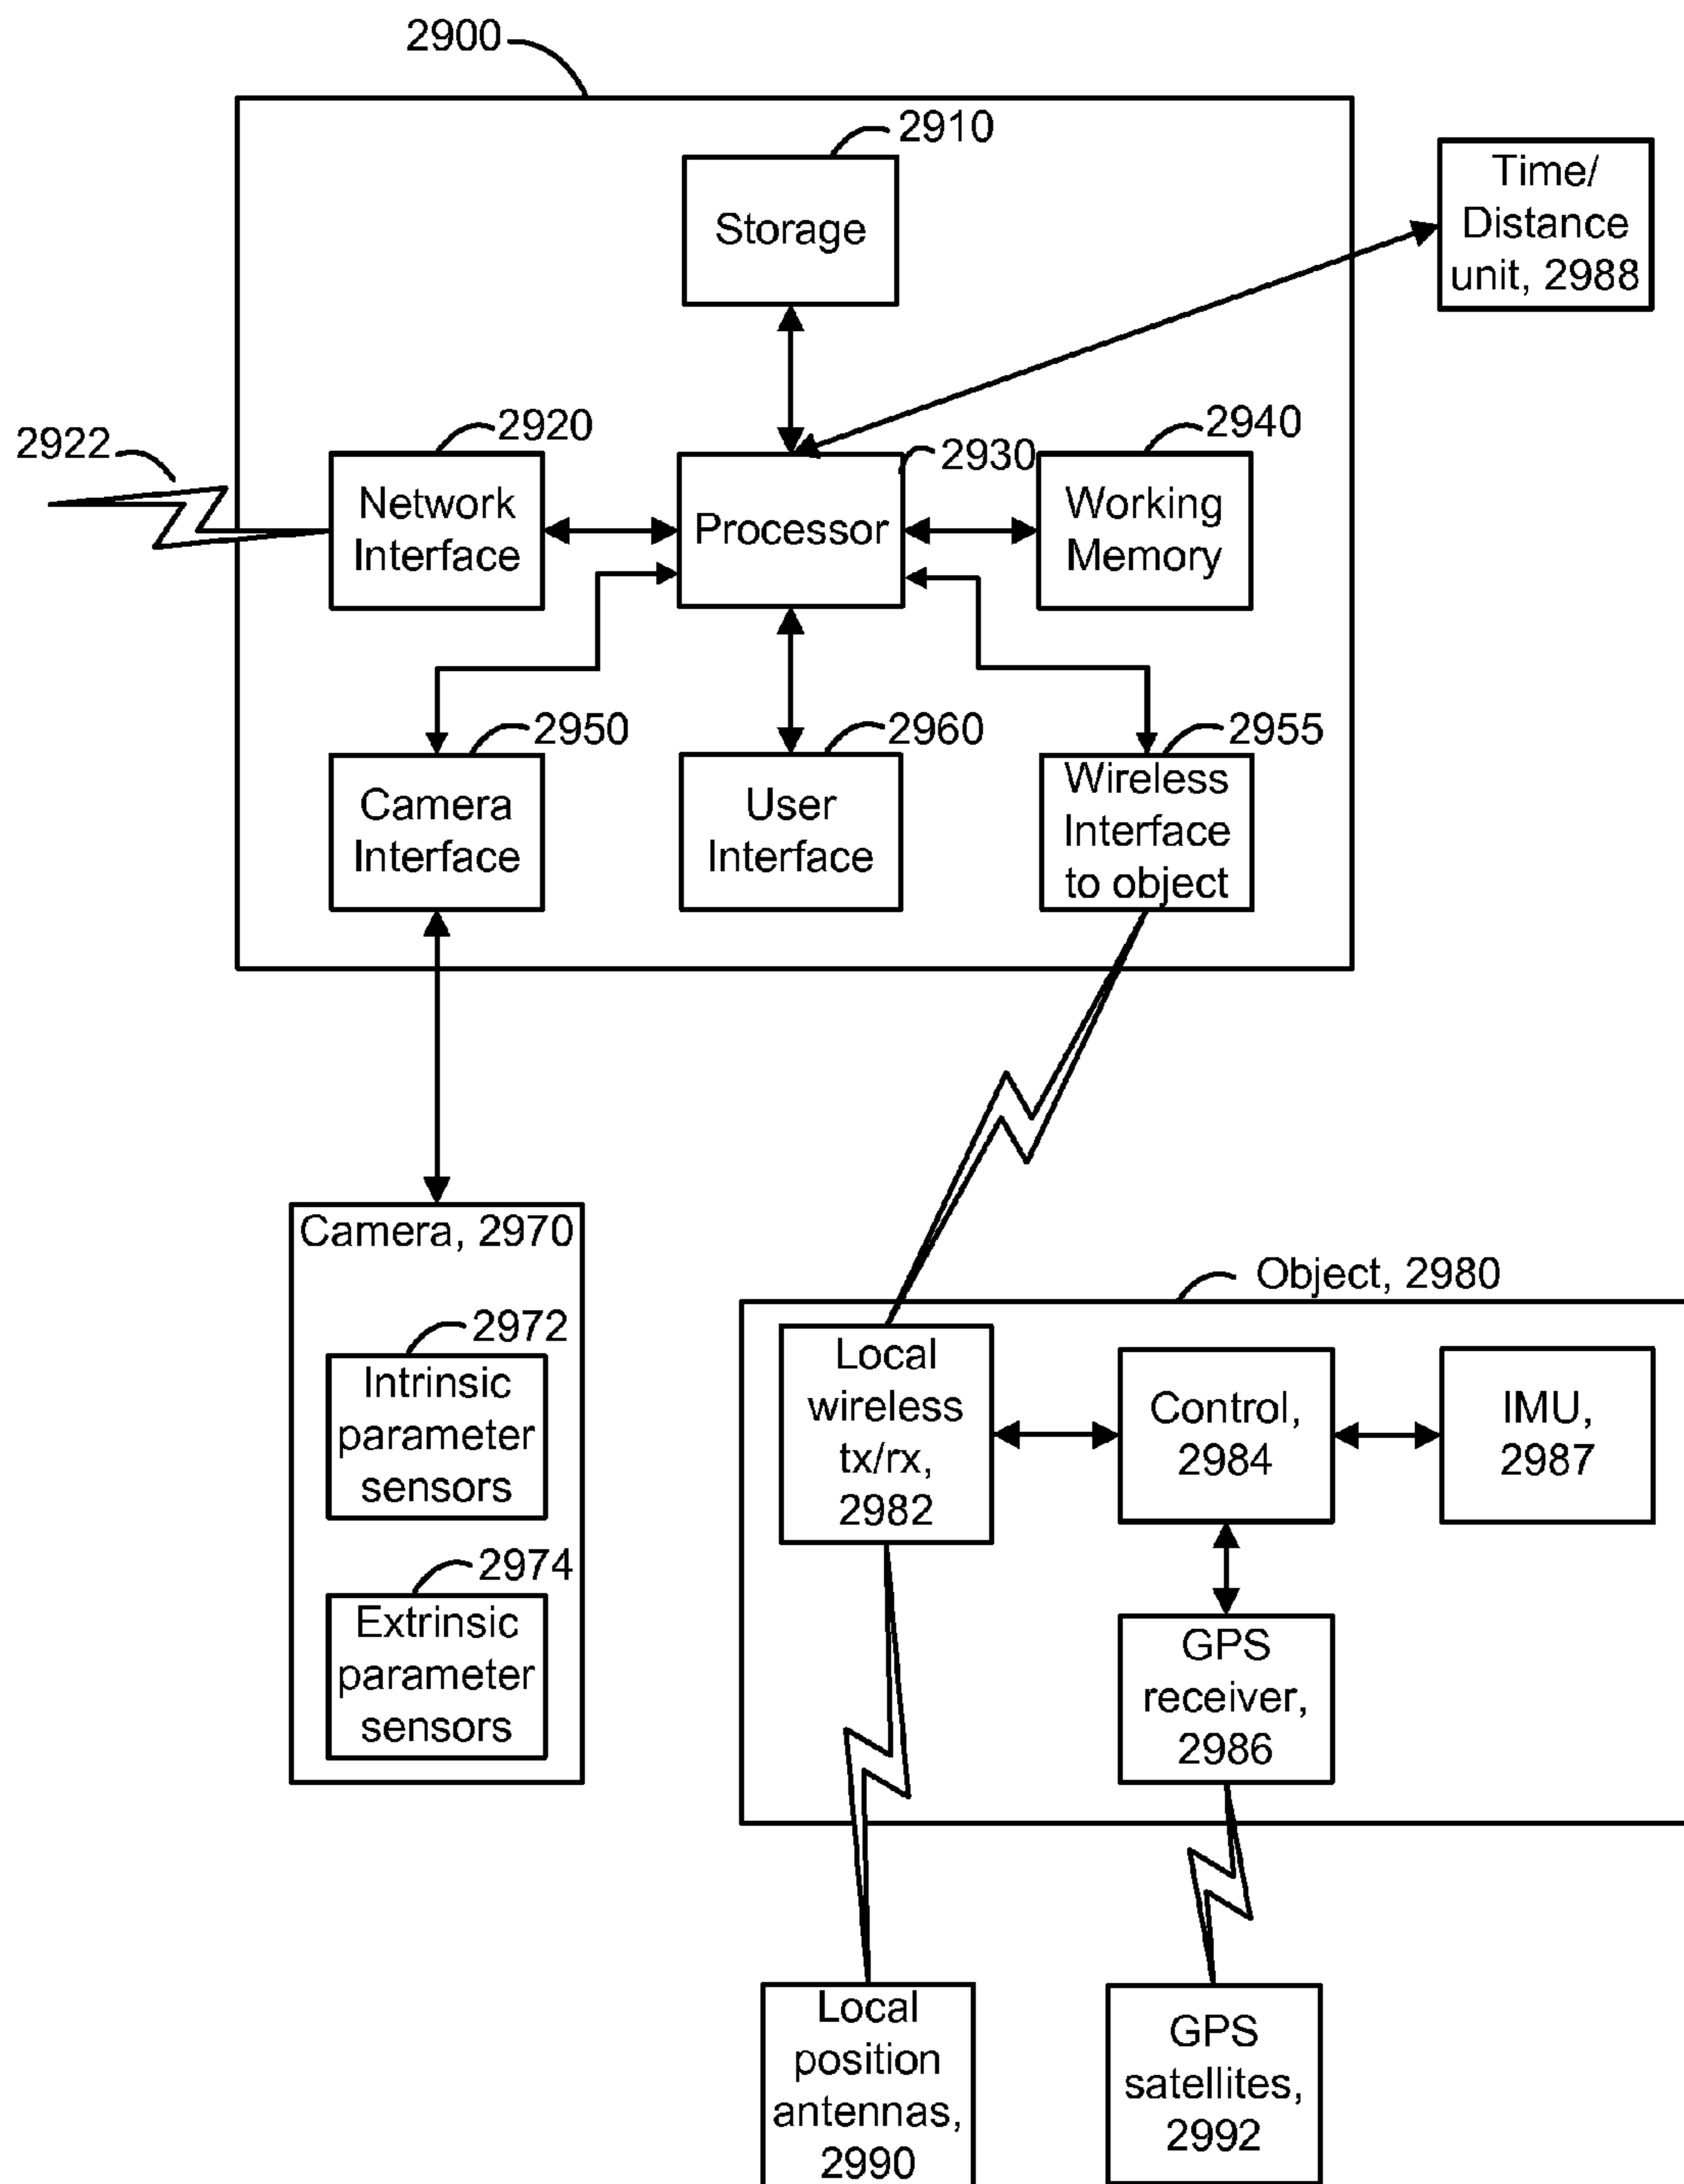 2900
2910
Storage
Time/
Distance
unit, 2988
2922
2920
Network
Interface
2930
Processor
2940
Working
Memory
2950
Camera
Interface
2960
User
Interface
2955
Wireless
Interface
to object
Camera, 2970
2972
Intrinsic
parameter
sensors
2974
Extrinsic
parameter
sensors
Object, 2980
Local
wireless
tx/rx,
2982
Control,
2984
IMU,
2987
GPS
receiver,
2986
Local
position
antennas,
2990
GPS
satellites,
2992